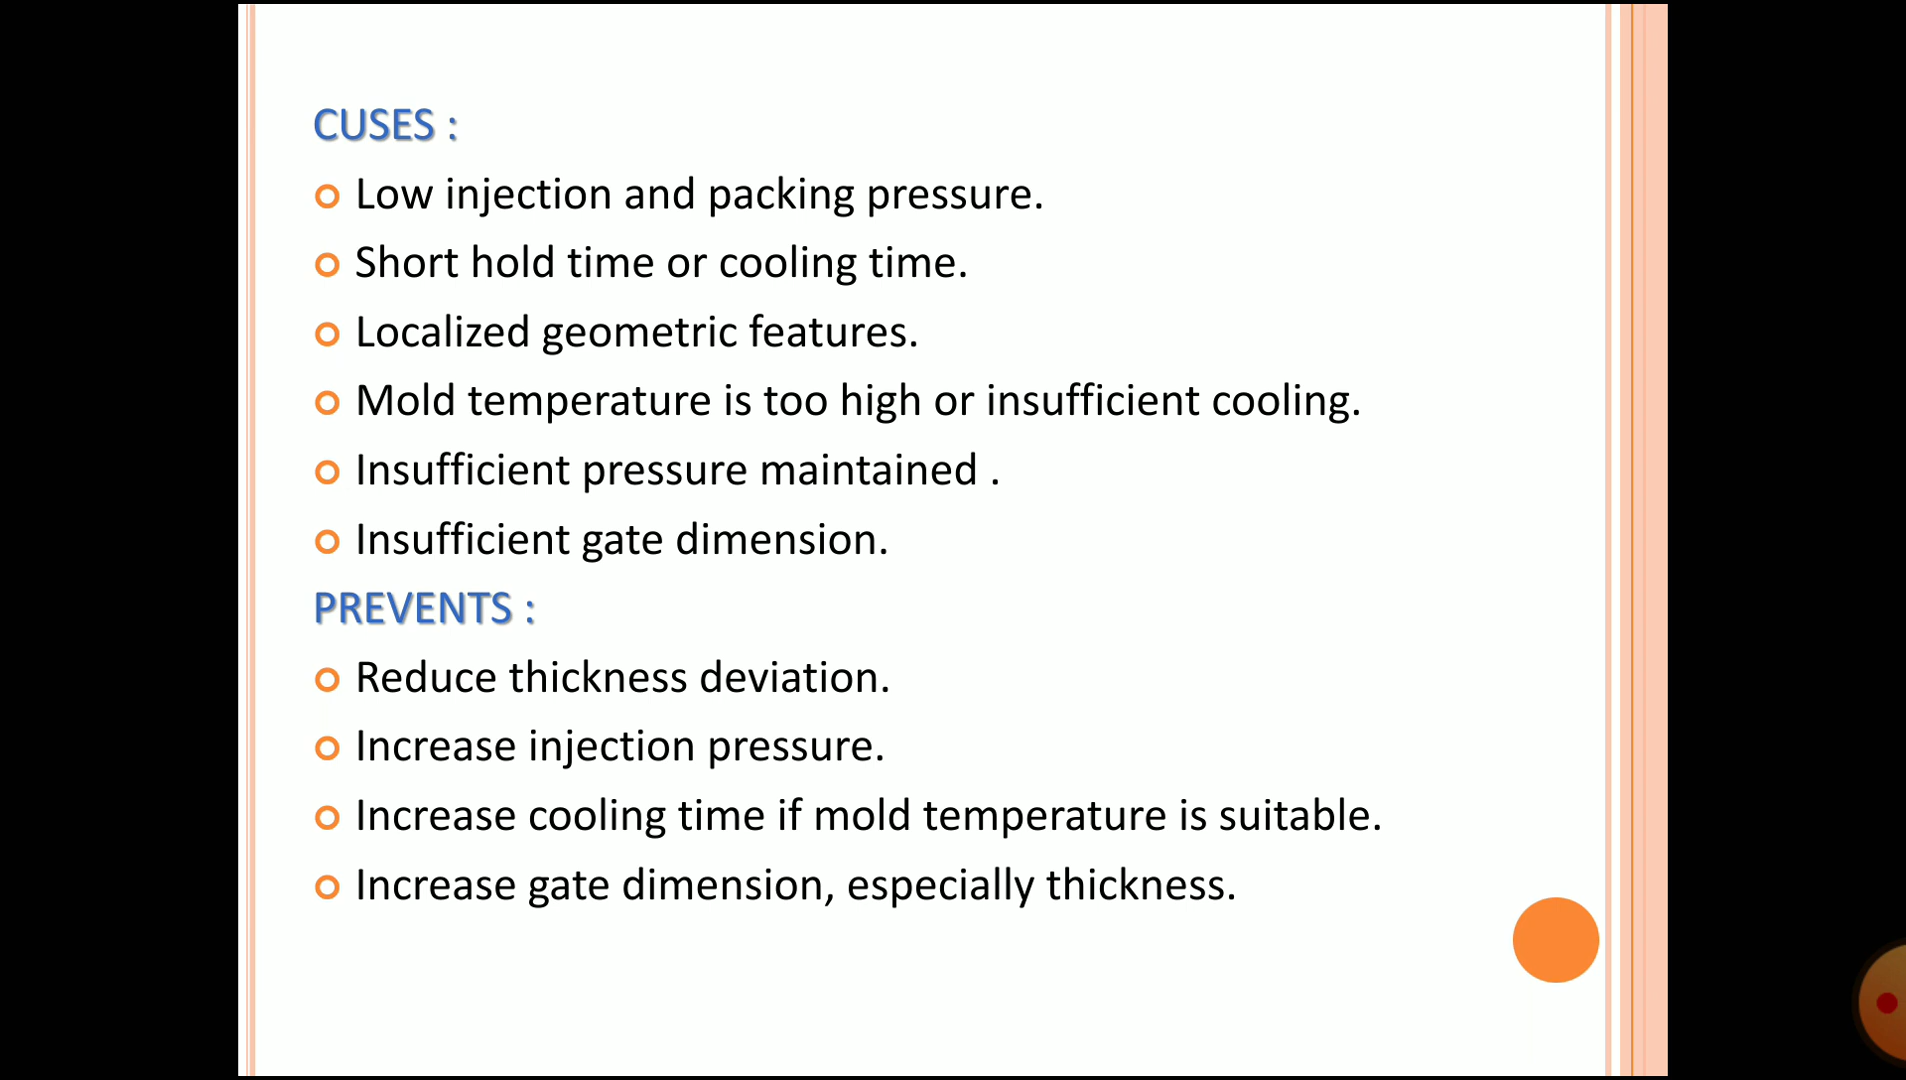 CUSES :
Low injection and packing pressure.
Short hold time or cooling time.
Localized geometric features.
Mold temperature is too high or insufficient cooling.
Insufficient pressure maintained .
Insufficient gate dimension.
PREVENTS :
Reduce thickness deviation.
Increase injection pressure.
Increase cooling time if mold temperature is suitable.
Increase gate dimension, especially thickness.